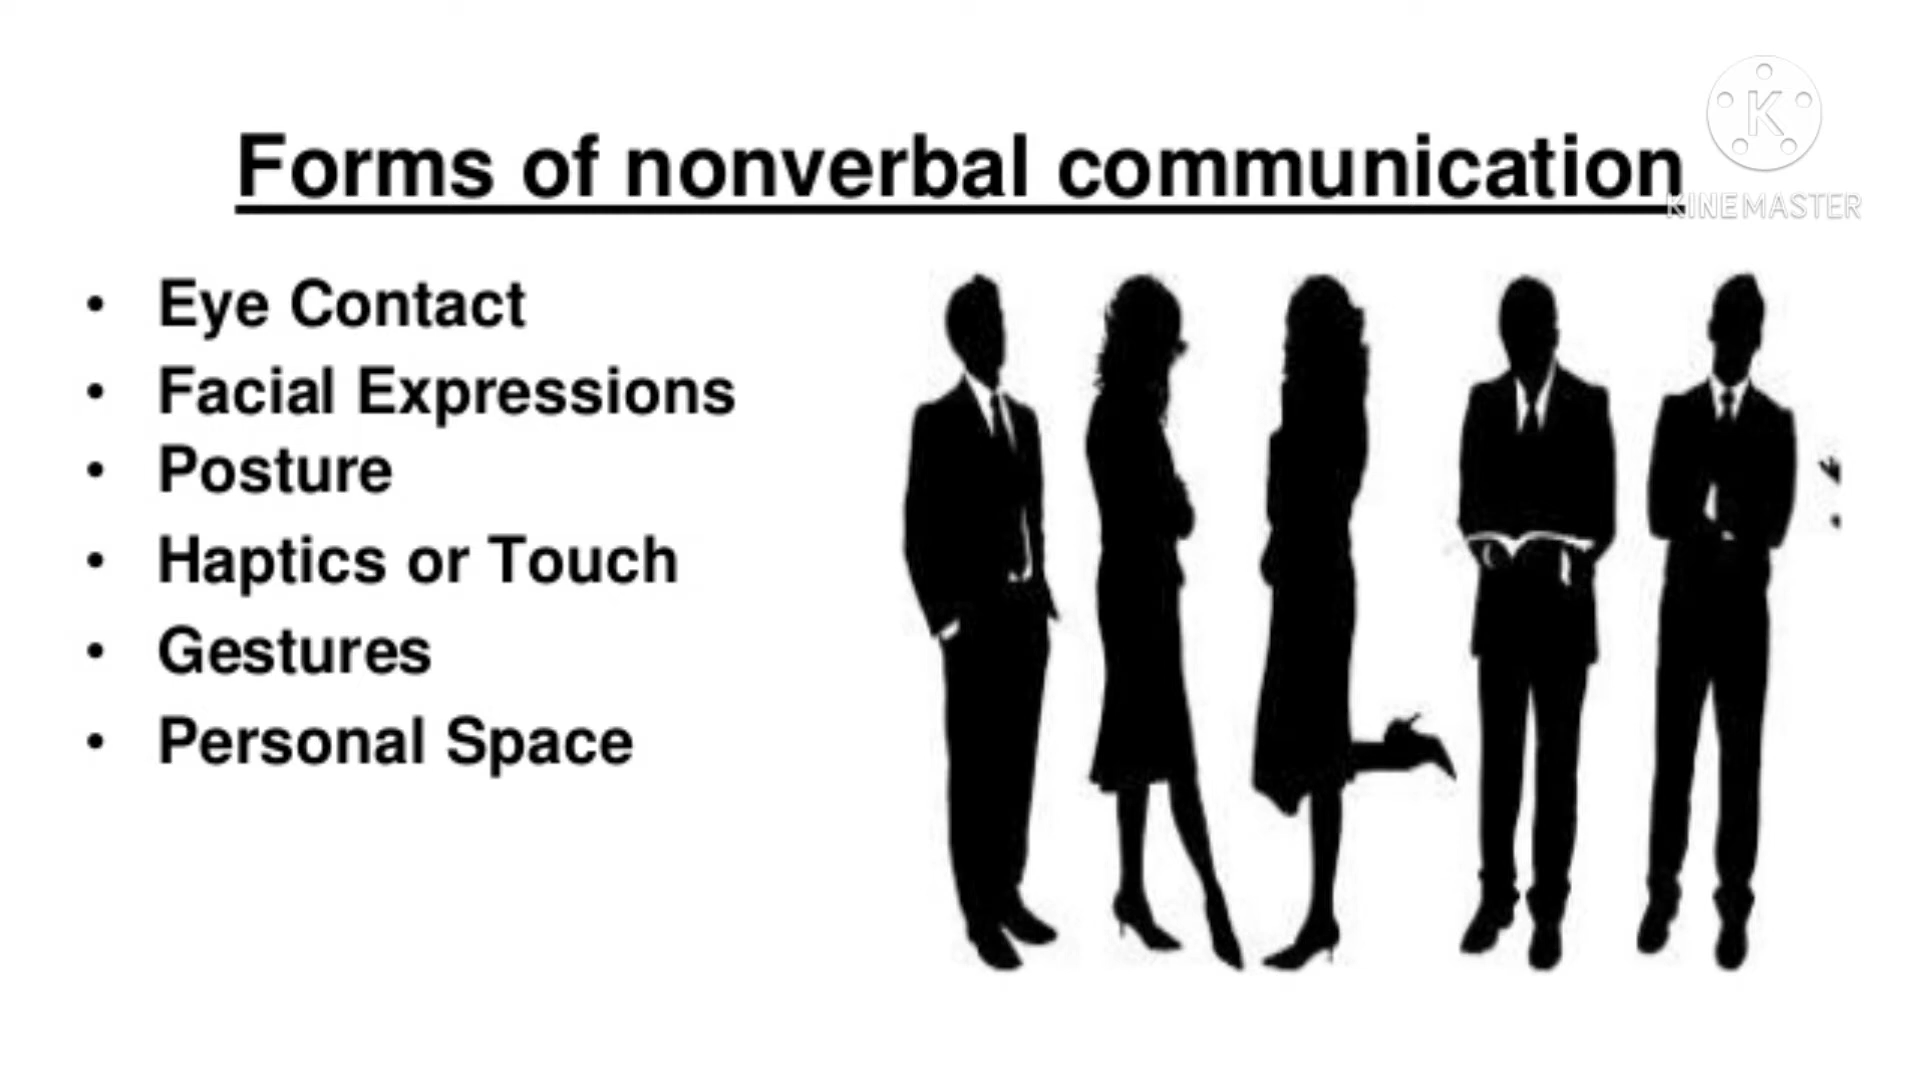 Forms of nonverbal communication
K
KINEMASTER
• Eye Contact
• Facial Expressions
• Posture
• Haptics or Touch
• Gestures
• Personal Space